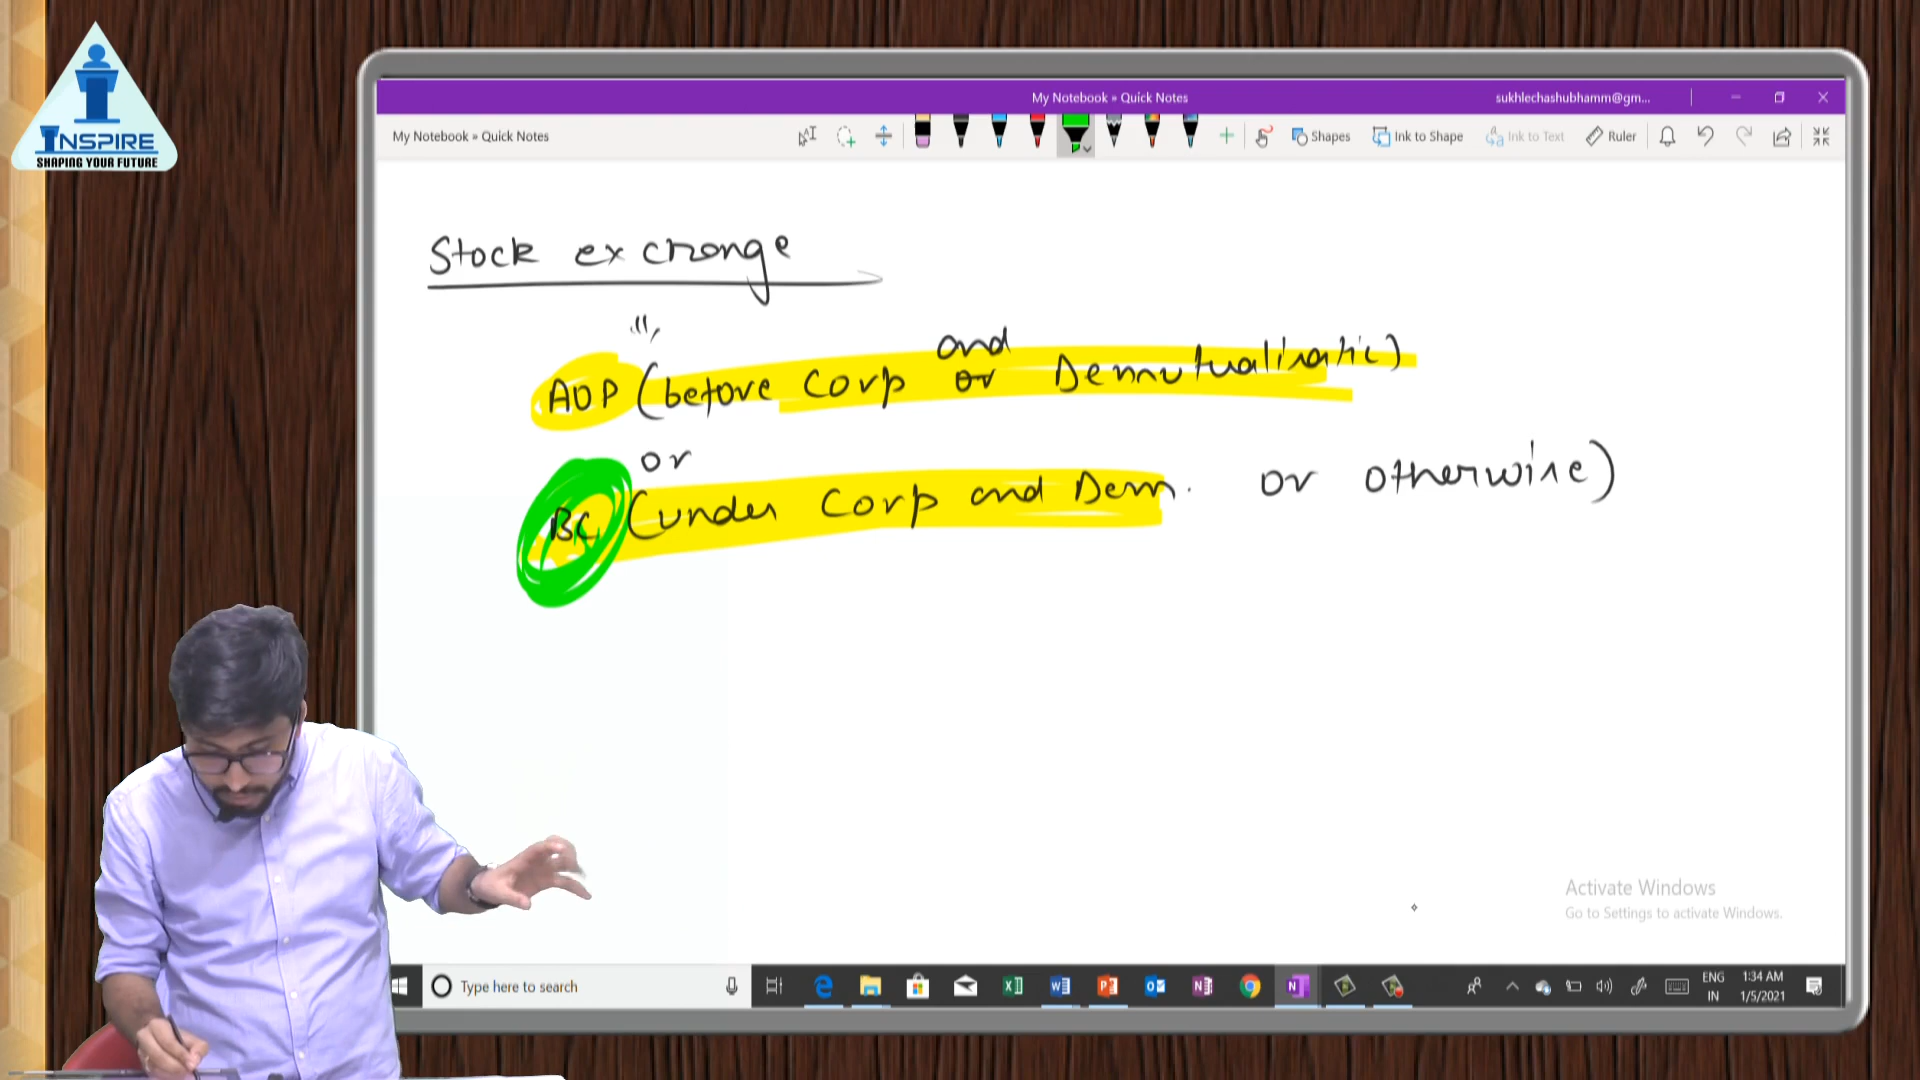 INSPIRE
SHAPING YOUR FUTURE
My Notebook » Quick Notes
sukhlechashubhamm@gm...
My Notebook » Quick Notes
Shapes
Ink to Shape
Ink to Text
Ruler
Stock exchange
AOP (before Corp or and Demutualisatic)
or
BC (under Corp and Dem. or otherwise)
Activate Windows
Go to Settings to activate Windows.
Type here to search
ENG
IN
1:34 AM
1/5/2021